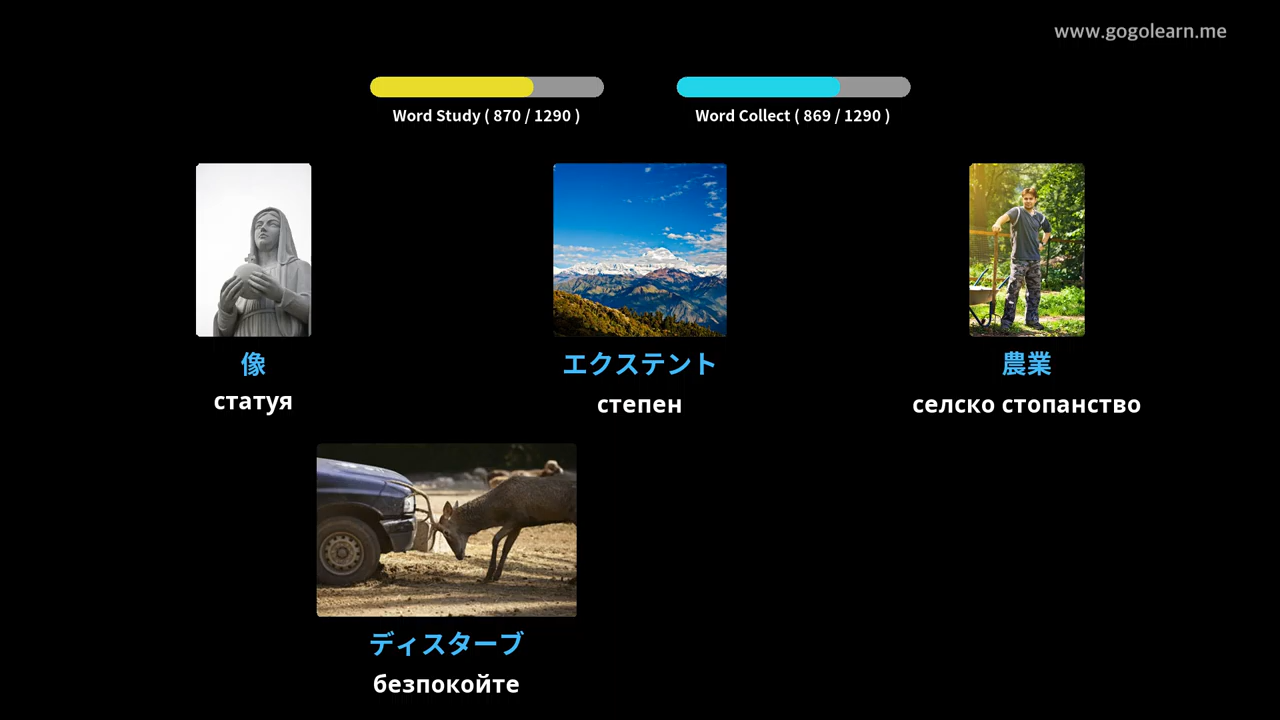 www.gogolearn.me
Word Study ( 870 / 1290 )
Word Collect ( 869 / 1290 )
像
статуя
エクステント
степен
農業
селско стопанство
ディスターブ
безпокойте